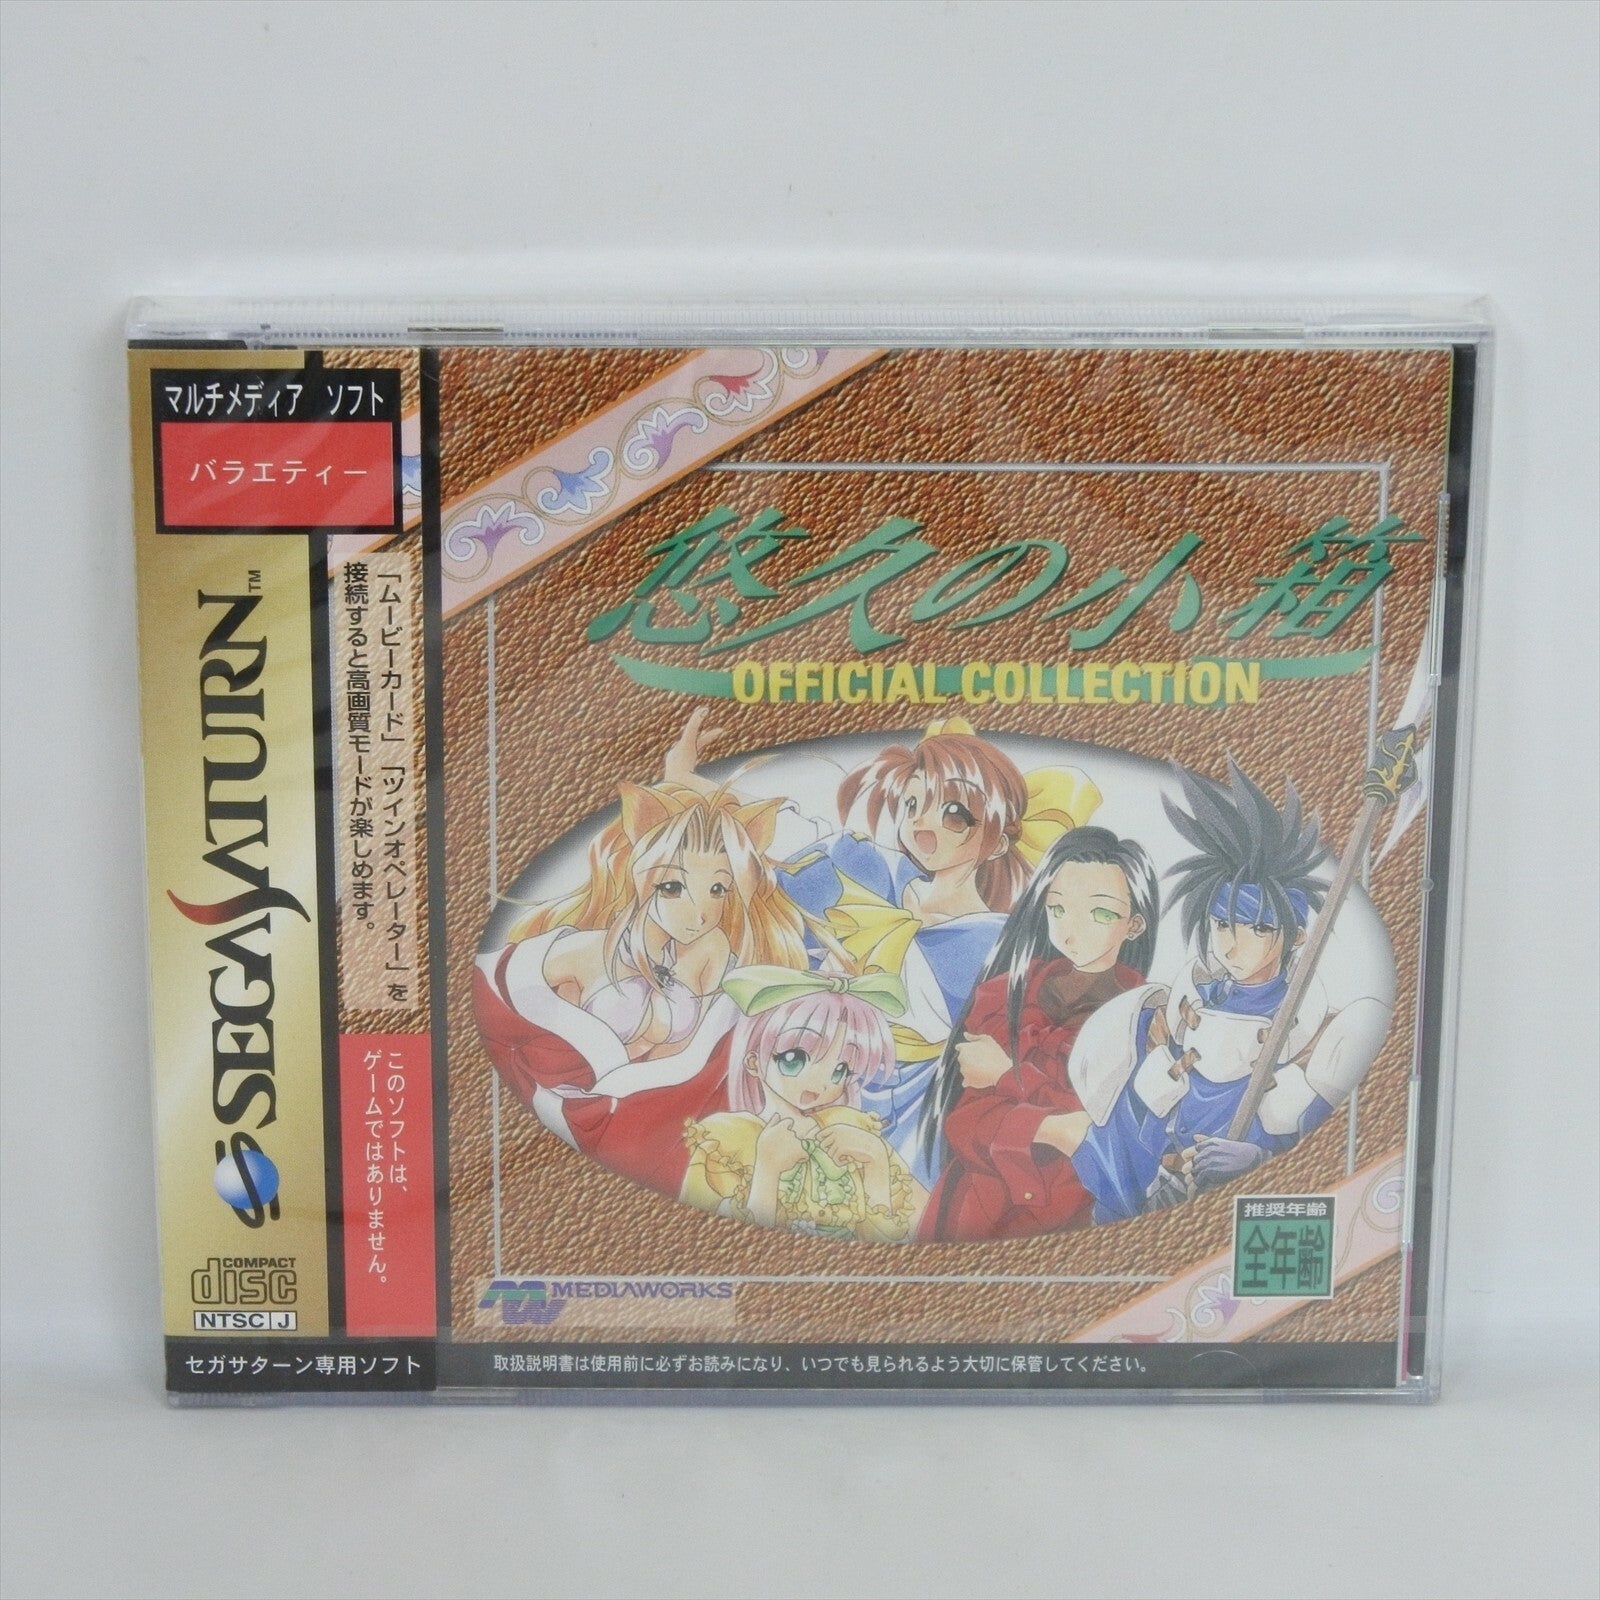 マルチメディア ソフト
バラエティー
「ムービーカード」「ツインオペレーター」を
接続すると高画質モードが楽しめます。
このソフトは、
ゲームではありません。
SEGA SATURN™
COMPACT
disc
NTSC J
セガサターン専用ソフト
悠久の小箱
OFFICIAL COLLECTION
推奨年齢
全年齢
MW MEDIAWORKS
取扱説明書は使用前に必ずお読みになり、いつでも見られるよう大切に保管してください。